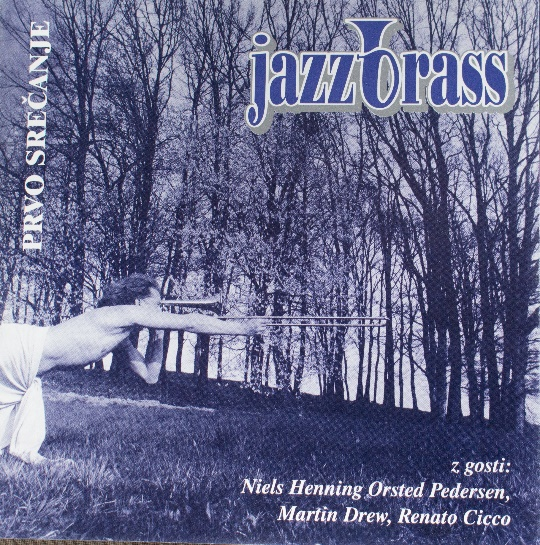 PRVO SREČANJE
jazzbrass
z gosti:
Niels Henning Orsted Pedersen,
Martin Drew, Renato Cicco